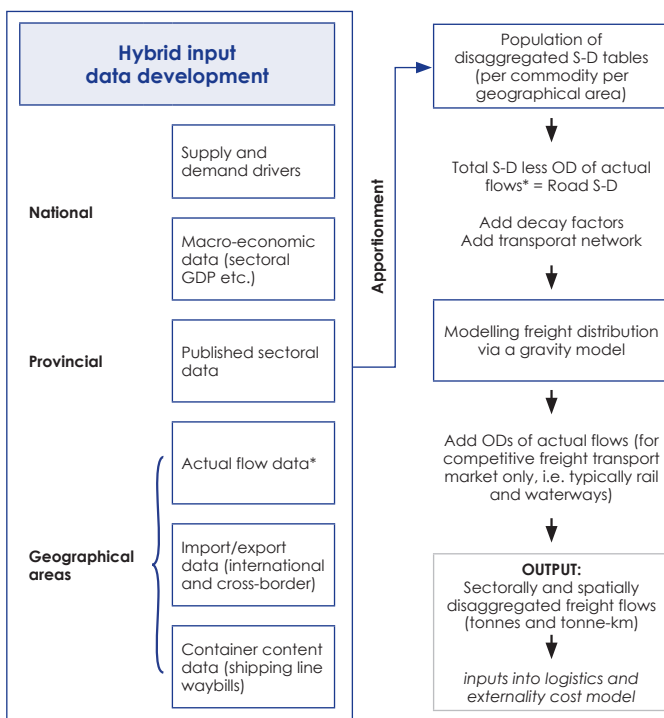 Hybrid input
data development
National
Supply and
demand drivers
Macro-economic
data (sectoral
GDP etc.)
Provincial
Published sectoral
data
Geographical
areas
Actual flow data*
Import/export
data (international
and cross-border)
Container content
data (shipping line
waybills)
Apportionment
Population of
disaggregated S-D tables
(per commodity per
geographical area)
Total S-D less OD of actual
flows* = Road S-D
Add decay factors
Add transporat network
Modelling freight distribution
via a gravity model
Add ODs of actual flows (for
competitive freight transport
market only, i.e. typically rail
and waterways)
OUTPUT:
Sectorally and spatially
disaggregated freight flows
(tonnes and tonne-km)
inputs into logistics and
externality cost model